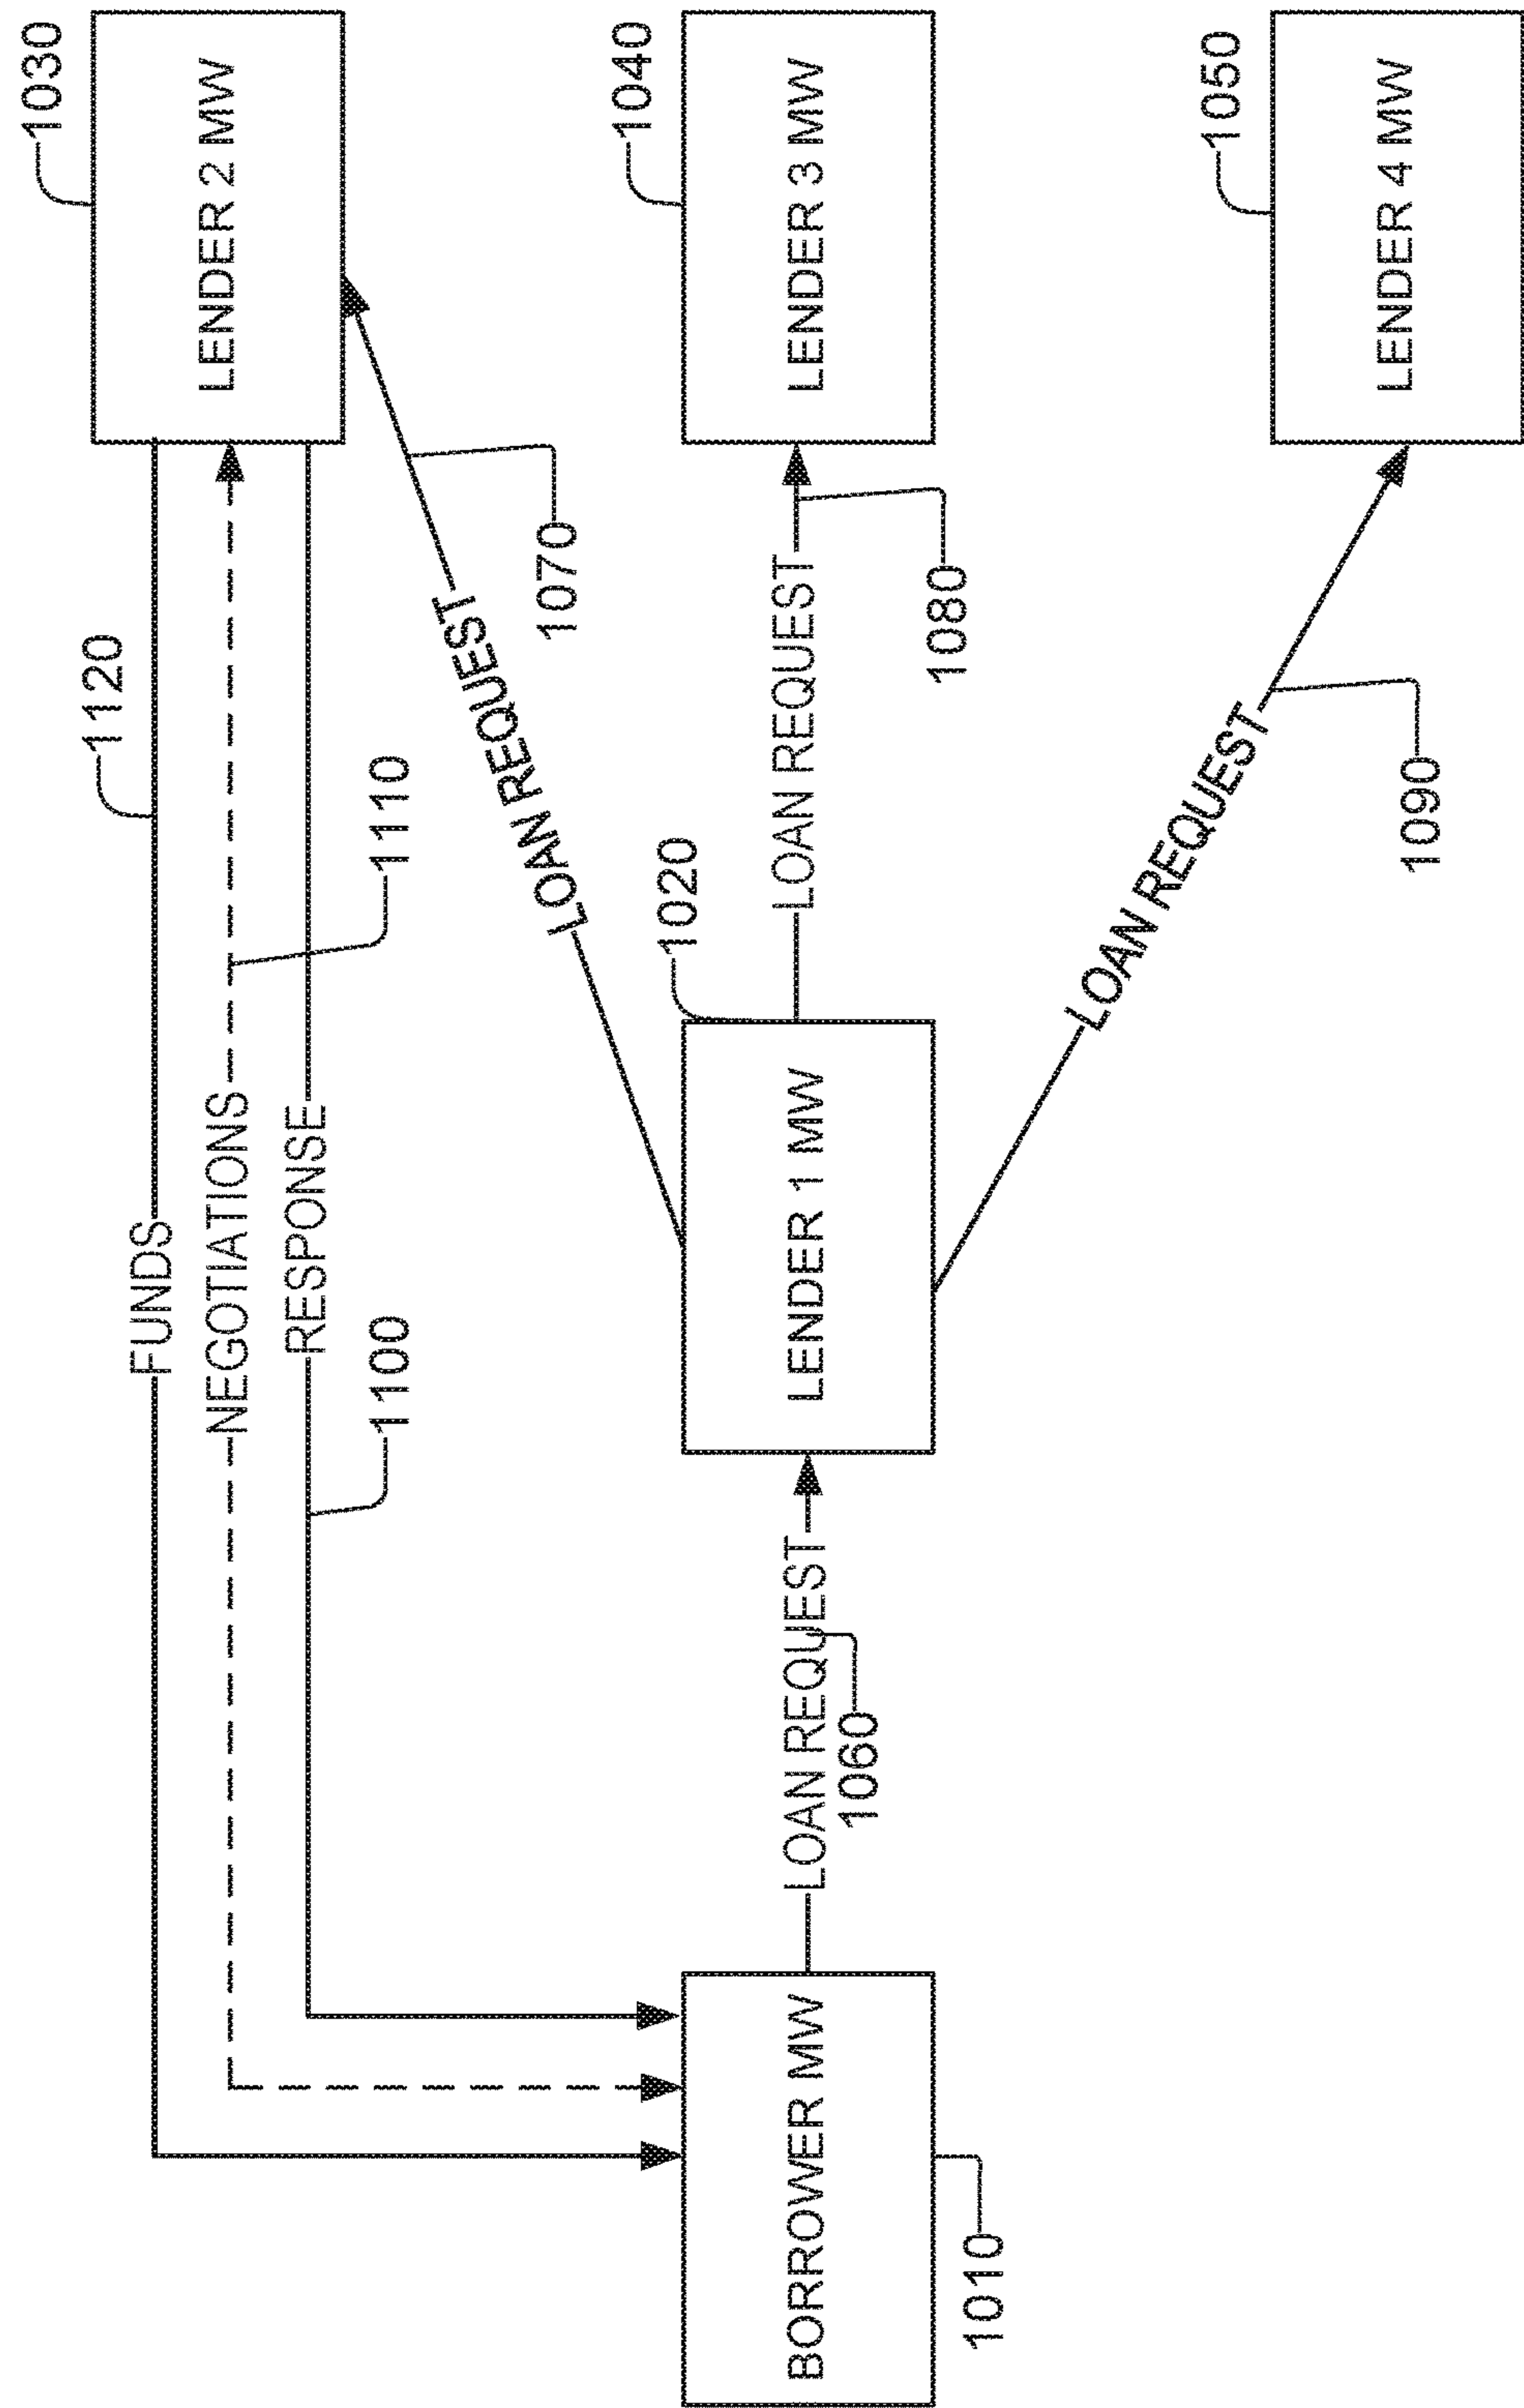 1120
FUNDS
NEGOTIATIONS
1110
RESPONSE
1100
LENDER 2 MW
1030
LOAN REQUEST
1070
BORROWER MW
1010
LOAN REQUEST
1060
LENDER 1 MW
1020
LOAN REQUEST
1080
LENDER 3 MW
1040
LOAN REQUEST
1090
LENDER 4 MW
1050